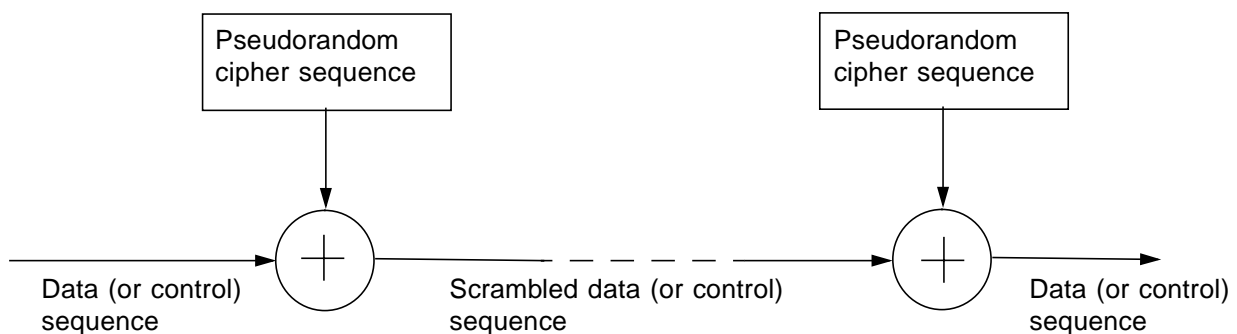 Pseudorandom
cipher sequence
Pseudorandom
cipher sequence
Data (or control)
sequence
Scrambled data (or control)
sequence
Data (or control)
sequence